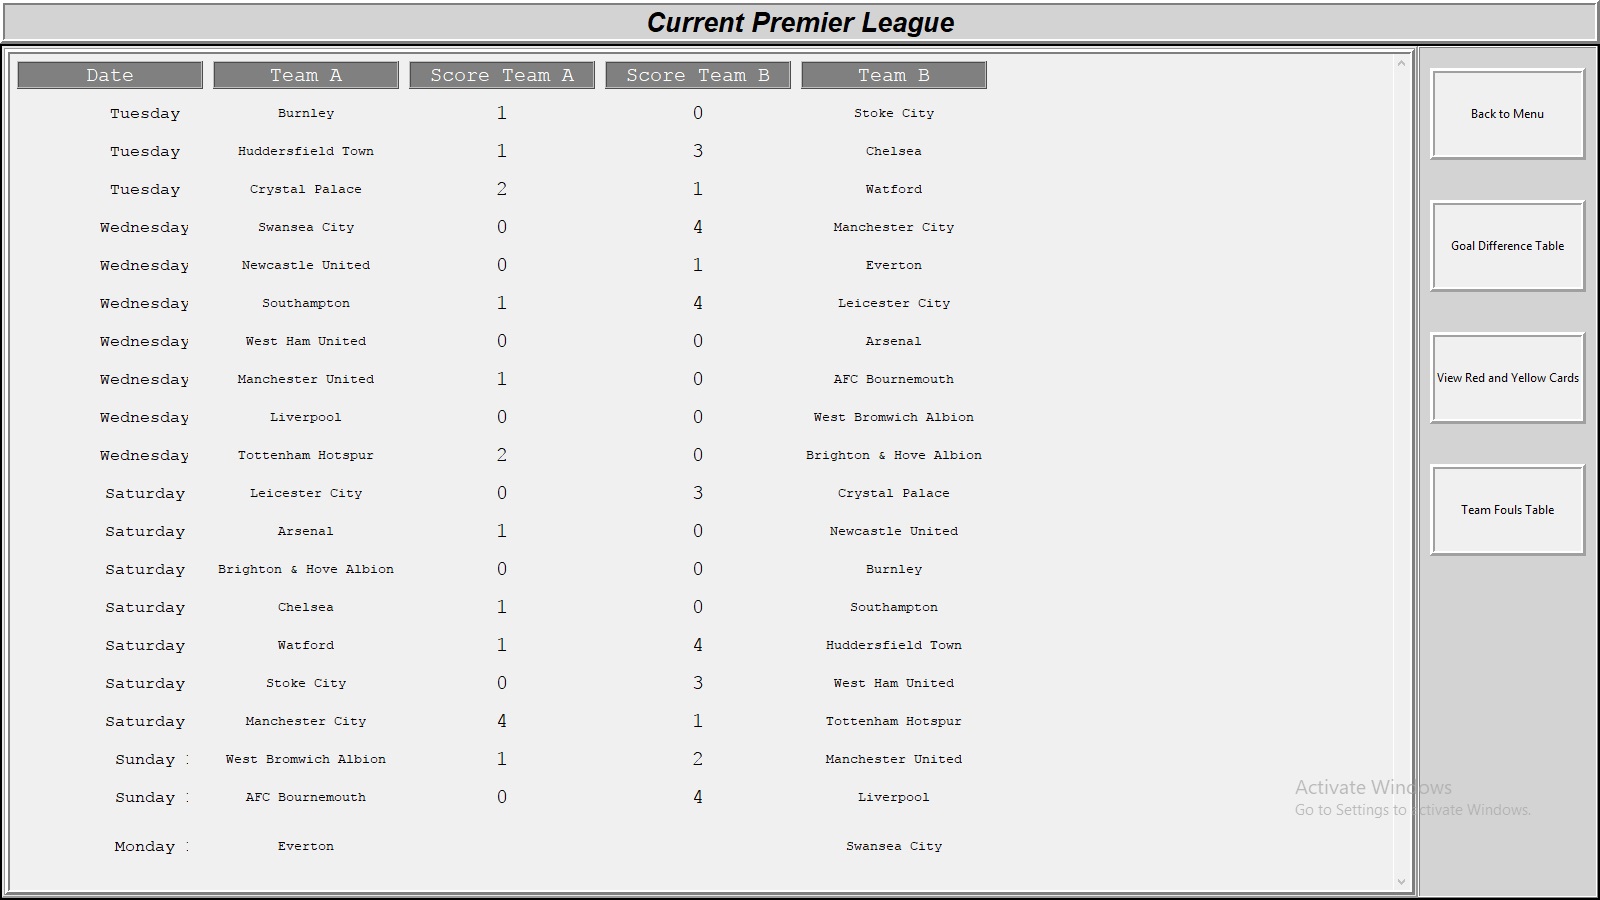 Current Premier League
Date Team A Score Team A Score Team B Team B
Tuesday Burnley 1 0 Stoke City
Tuesday Huddersfield Town 1 3 Chelsea
Tuesday Crystal Palace 2 1 Watford
Wednesday Swansea City 0 4 Manchester City
Wednesday Newcastle United 0 1 Everton
Wednesday Southampton 1 4 Leicester City
Wednesday West Ham United 0 0 Arsenal
Wednesday Manchester United 1 0 AFC Bournemouth
Wednesday Liverpool 0 0 West Bromwich Albion
Wednesday Tottenham Hotspur 2 0 Brighton & Hove Albion
Saturday Leicester City 0 3 Crystal Palace
Saturday Arsenal 1 0 Newcastle United
Saturday Brighton & Hove Albion 0 0 Burnley
Saturday Chelsea 1 0 Southampton
Saturday Watford 1 4 Huddersfield Town
Saturday Stoke City 0 3 West Ham United
Saturday Manchester City 4 1 Tottenham Hotspur
Sunday West Bromwich Albion 1 2 Manchester United
Sunday AFC Bournemouth 0 4 Liverpool
Monday Everton Swansea City
Back to Menu
Goal Difference Table
View Red and Yellow Cards
Team Fouls Table
Activate Windows
Go to Settings to activate Windows.